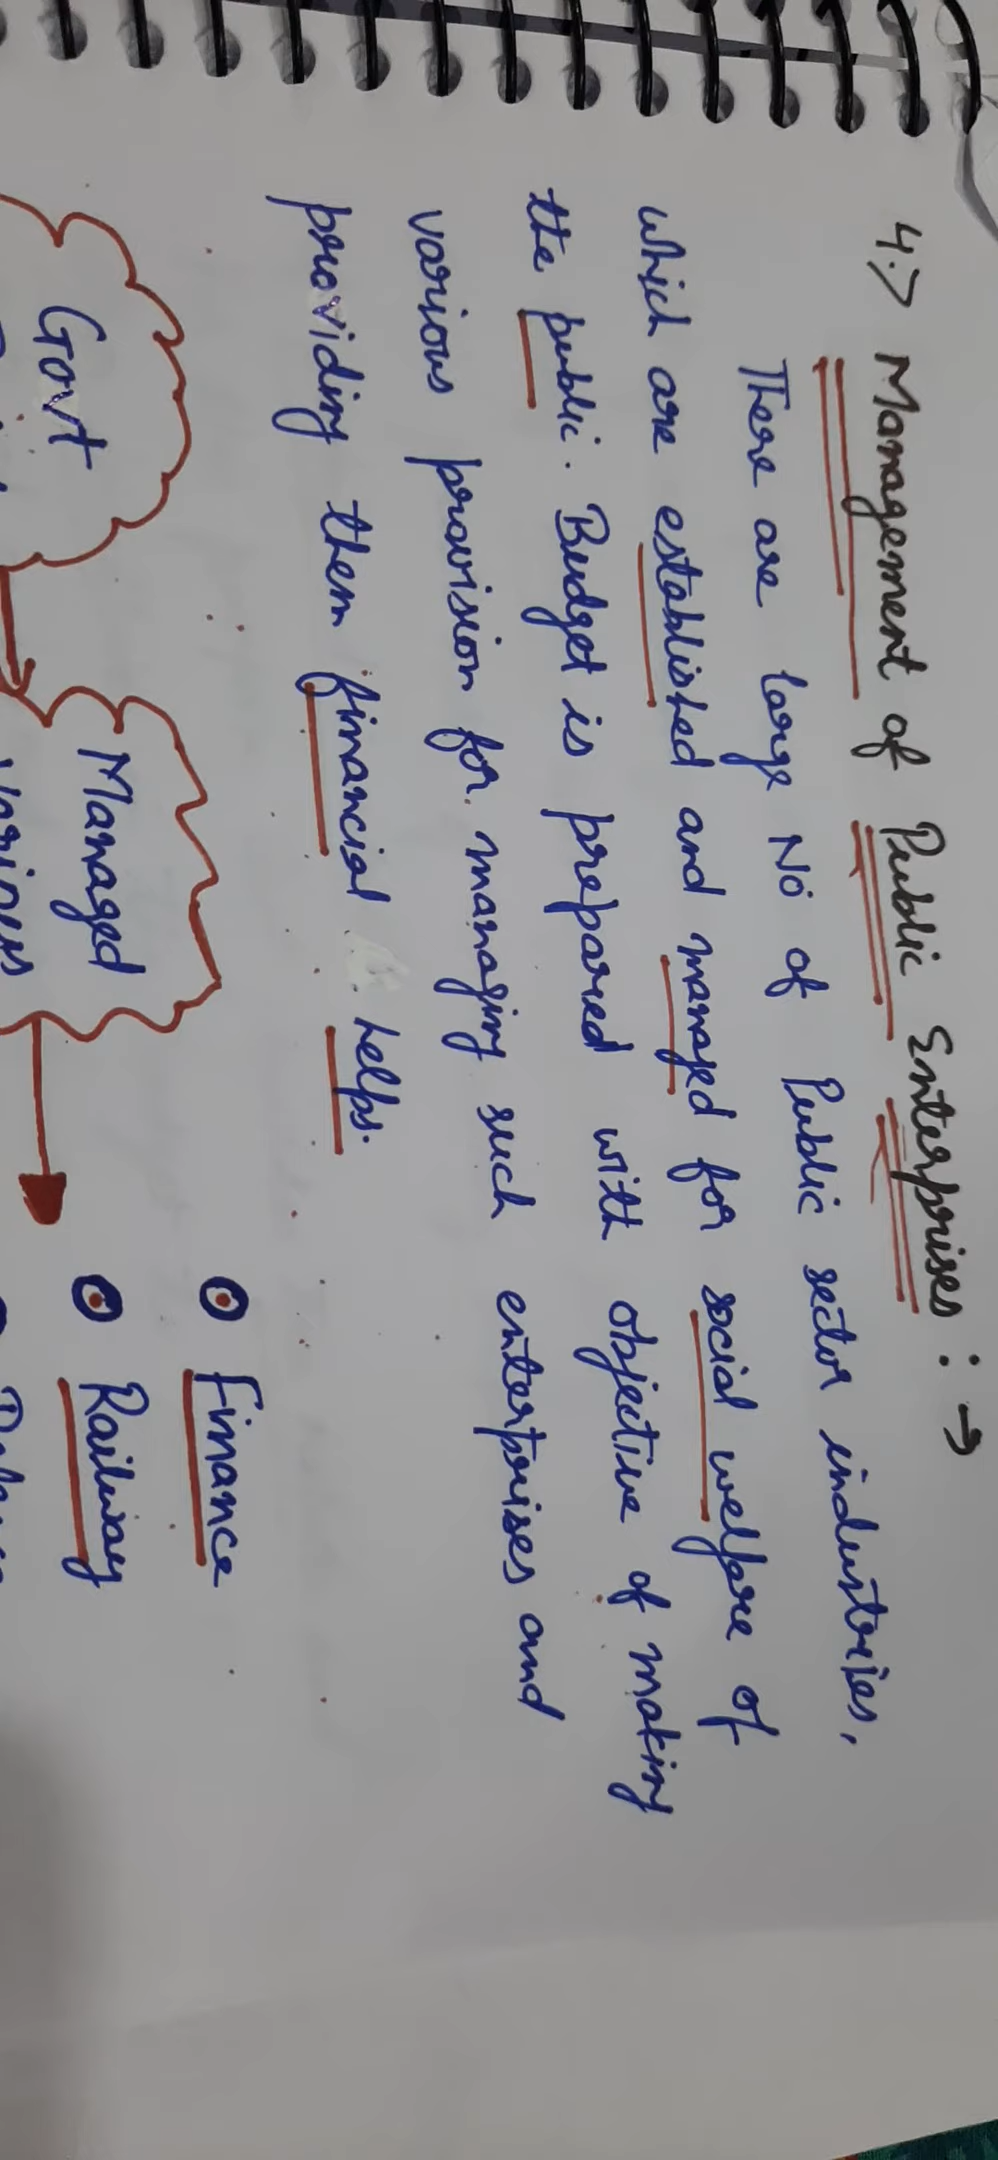 4.> Management of Public Enterprises : →
There are large No of Public sector industries,
which are established and managed for social welfare of
the public. Budget is prepared with objective of making
various provision for managing such enterprises and
providing them financial helps.
Finance
Govt
Managed
Railway
Various